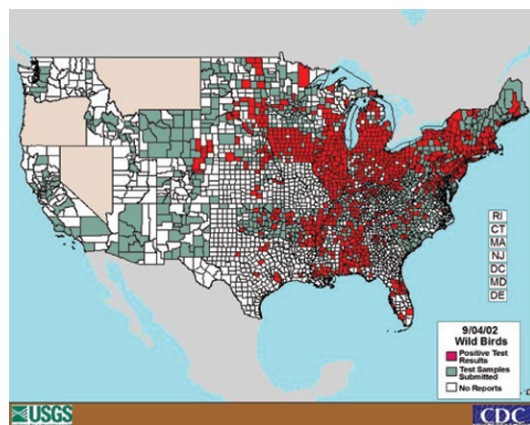 RI
CT
MA
NJ
DC
MD
DE
9/04/02
Wild Birds
Positive Test
Results
Test Samples
Submitted
No Reports
USGS
CDC